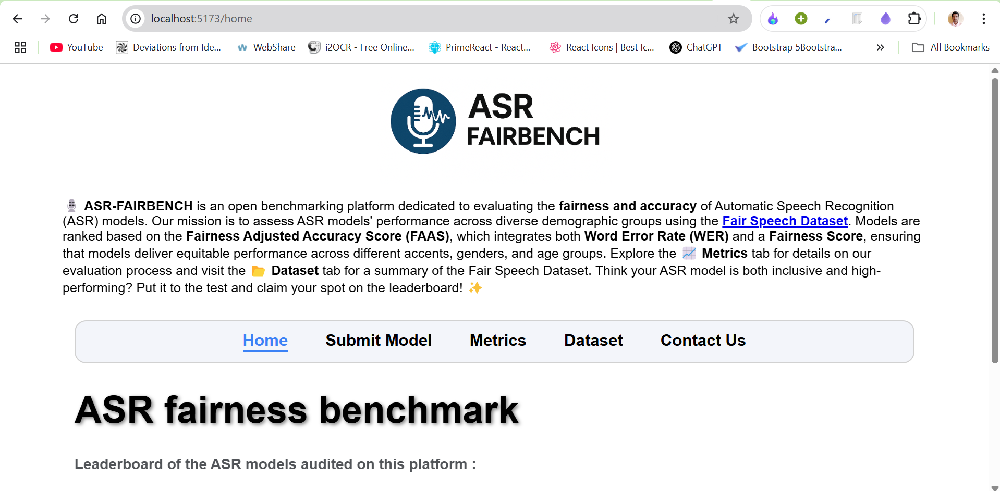 localhost:5173/home
YouTube
Deviations from Ide...
WebShare
i2OCR - Free Online...
PrimeReact - React...
React Icons | Best Ic...
ChatGPT
Bootstrap 5Bootstra...
All Bookmarks
ASR
FAIRBENCH
ASR-FAIRBENCH is an open benchmarking platform dedicated to evaluating the fairness and accuracy of Automatic Speech Recognition
(ASR) models. Our mission is to assess ASR models' performance across diverse demographic groups using the Fair Speech Dataset. Models are
ranked based on the Fairness Adjusted Accuracy Score (FAAS), which integrates both Word Error Rate (WER) and a Fairness Score, ensuring
that models deliver equitable performance across different accents, genders, and age groups. Explore the 📈 Metrics tab for details on our
evaluation process and visit the 📂 Dataset tab for a summary of the Fair Speech Dataset. Think your ASR model is both inclusive and high-
performing? Put it to the test and claim your spot on the leaderboard! ✨
Home
Submit Model
Metrics
Dataset
Contact Us
ASR fairness benchmark
Leaderboard of the ASR models audited on this platform :